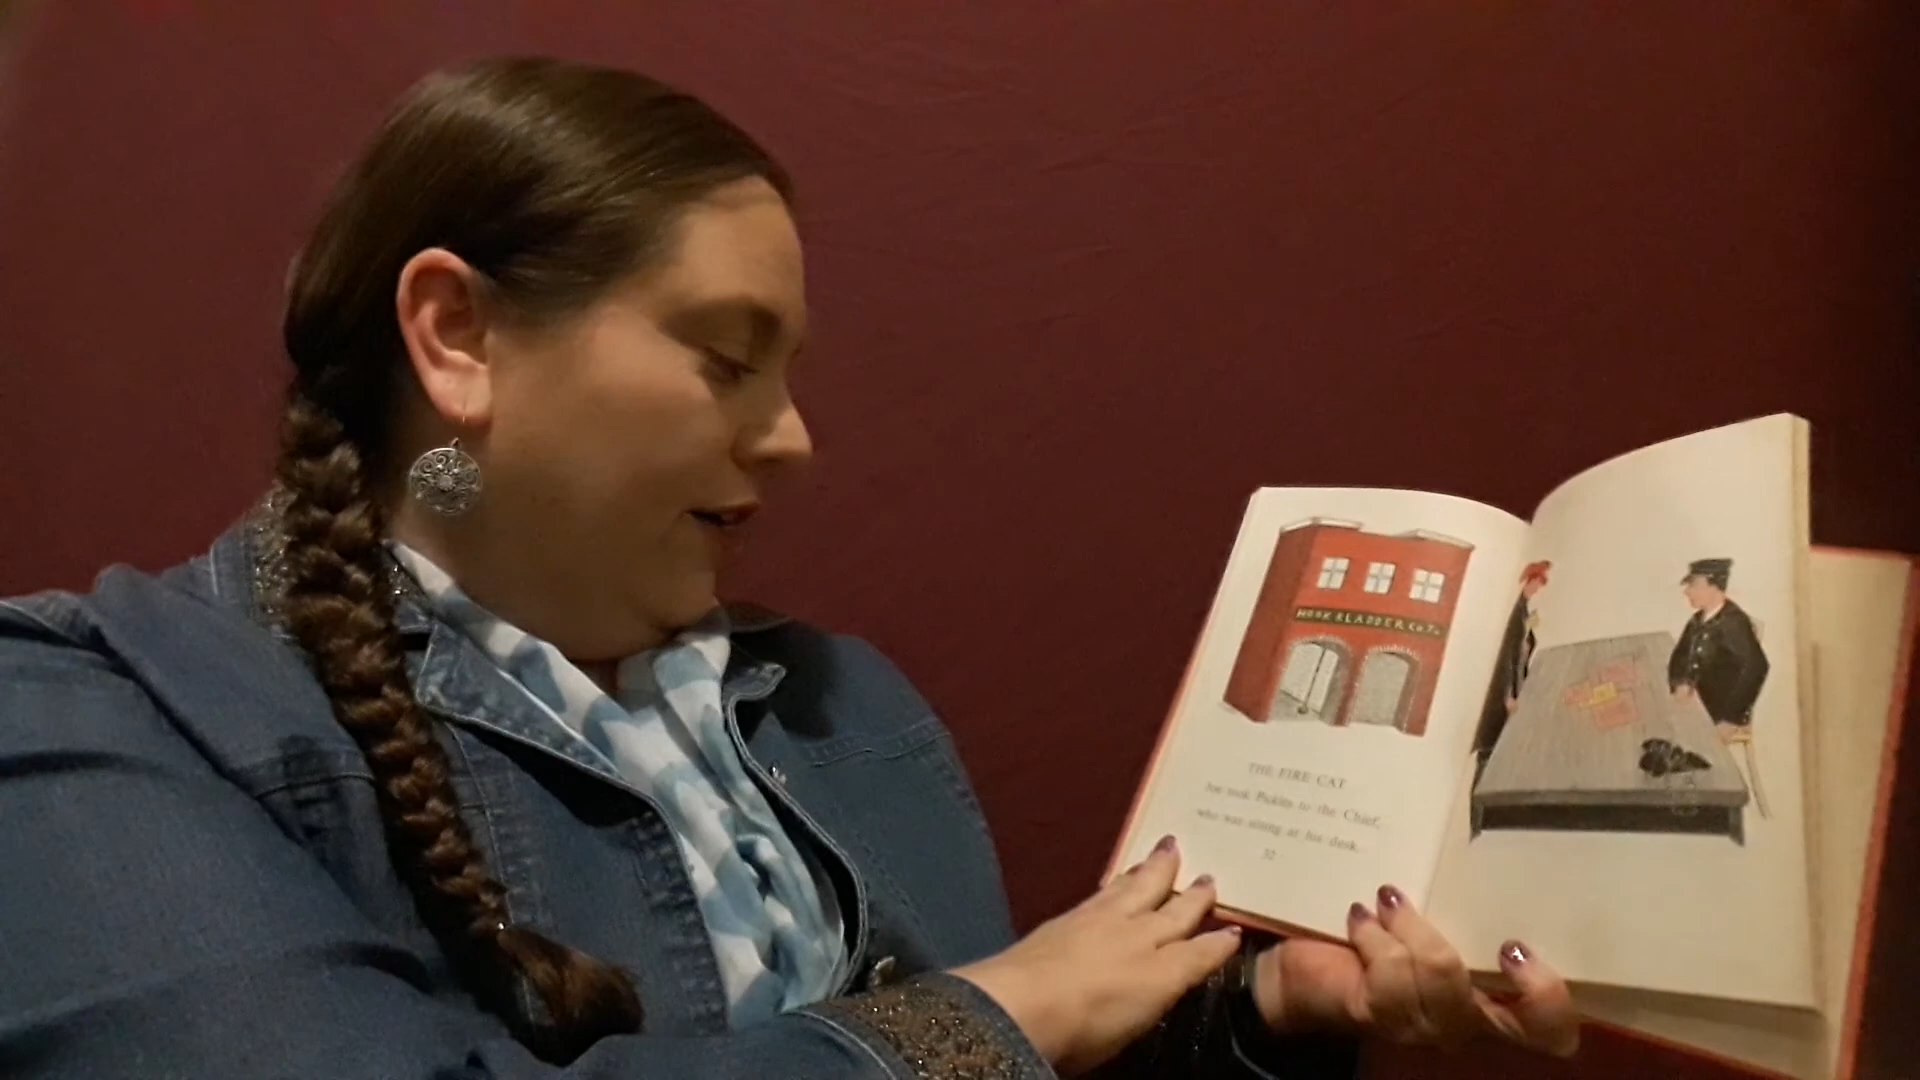 HOOK & LADDER Co. 7.
THE FIRE CAT
Joe took Pickles to the Chief,
who was sitting at his desk.
32